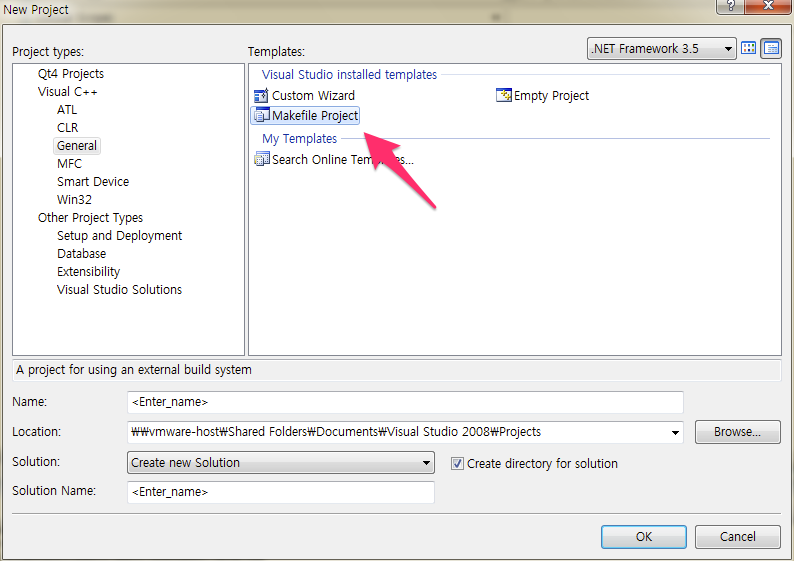 New Project
?
Project types:
Templates:
.NET Framework 3.5
Qt4 Projects
Visual C++
ATL
CLR
General
MFC
Smart Device
Win32
Other Project Types
Setup and Deployment
Database
Extensibility
Visual Studio Solutions
Visual Studio installed templates
Custom Wizard
Empty Project
Makefile Project
My Templates
Search Online Templates...
A project for using an external build system
Name:
<Enter_name>
Location:
₩₩vmware-host₩Shared Folders₩Documents₩Visual Studio 2008₩Projects
Browse...
Solution:
Create new Solution
Create directory for solution
Solution Name:
<Enter_name>
OK
Cancel